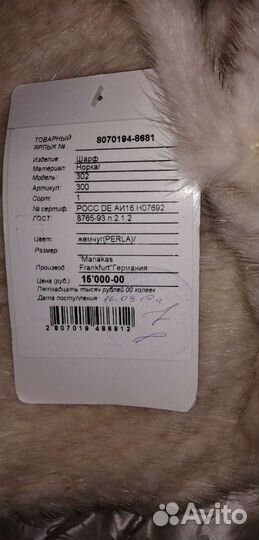 ТОВАРНЫЙ
ЯРЛЫК № 8070194-8681
Изделие: Шарф
Материал Норка/
Модель: 302
Артикул: 300
Сорт: 1
№ сертиф. РОСС DE АИ16 Н07692
ГОСТ: 8765-93 п.2.1.2
Цвет: жемчуг(PERLA)/
Размер:
"Manakas
Производ. Frankfurt"Германия
Цена (руб.) 15'000-00
Пятнадцать тысяч рублей 00 копеек
Дата поступления:
2 807019 486812
Avito